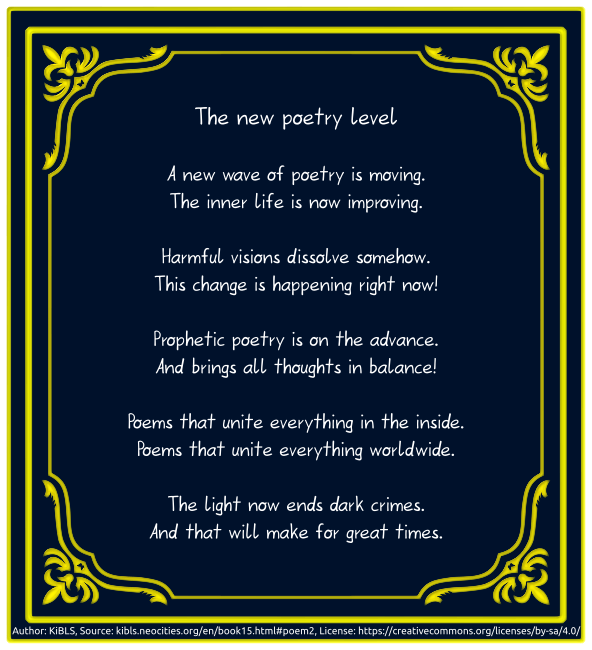 The new poetry level
A new wave of poetry is moving.
The inner life is now improving.
Harmful visions dissolve somehow.
This change is happening right now!
Prophetic poetry is on the advance.
And brings all thoughts in balance!
Poems that unite everything in the inside.
Poems that unite everything worldwide.
The light now ends dark crimes.
And that will make for great times.
Author: KiBLS, Source: kibls.neocities.org/en/book15.html#poem2, License: https://creativecommons.org/licenses/by-sa/4.0/